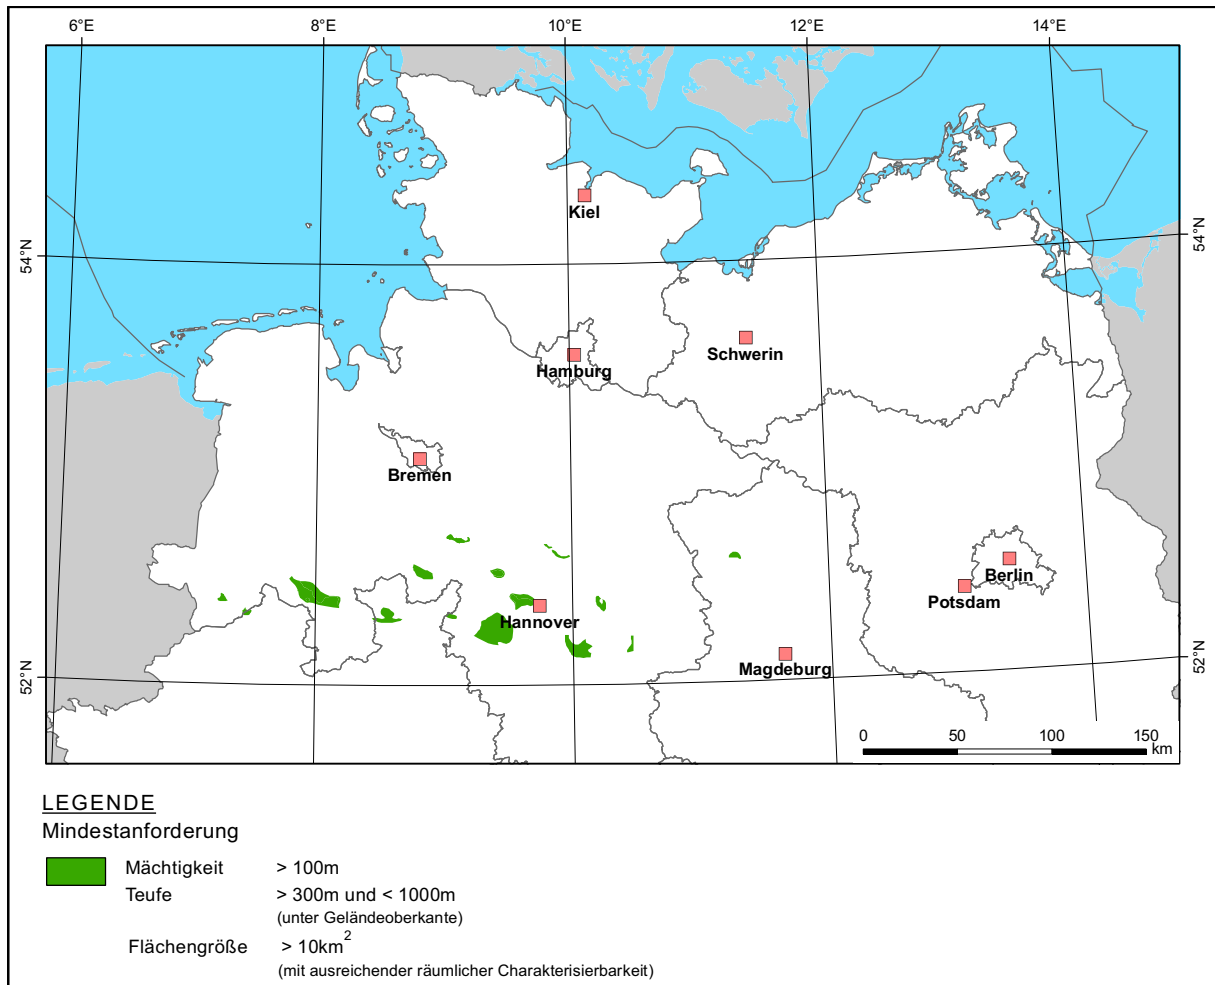 6°E 8°E 10°E 12°E 14°E
54°N 54°N
Kiel
Schwerin
Hamburg
Bremen
Berlin
Potsdam
Hannover
Magdeburg
52°N 52°N
0 50 100 150
km
LEGENDE
Mindestanforderung
Mächtigkeit > 100m
Teufe > 300m und < 1000m
(unter Geländeoberkante)
Flächengröße > 10km²
(mit ausreichender räumlicher Charakterisierbarkeit)